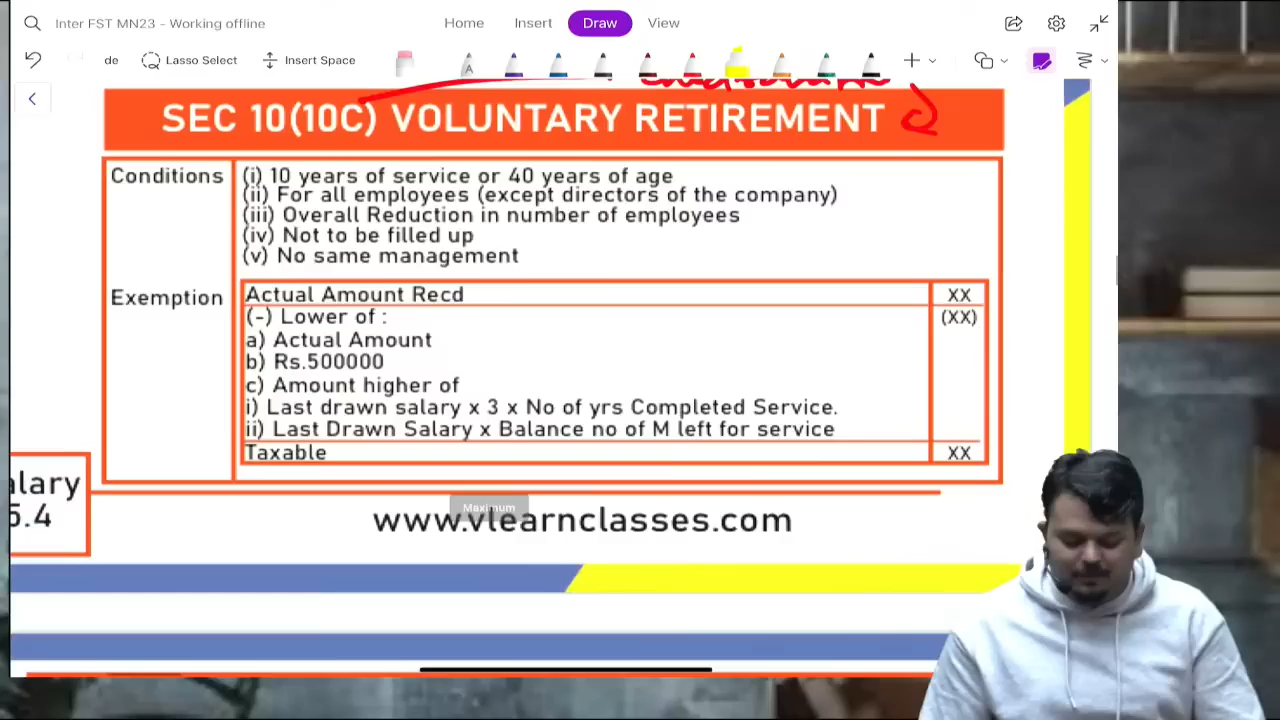 Inter FST MN23 – Working offline
Home Insert Draw View
de Lasso Select Insert Space
SEC 10(10C) VOLUNTARY RETIREMENT
Conditions
(i) 10 years of service or 40 years of age
(ii) For all employees (except directors of the company)
(iii) Overall Reduction in number of employees
(iv) Not to be filled up
(v) No same management
Exemption
Actual Amount Recd XX
(-) Lower of : (XX)
a) Actual Amount
b) Rs.500000
c) Amount higher of
i) Last drawn salary x 3 x No of yrs Completed Service.
ii) Last Drawn Salary x Balance no of M left for service
Taxable XX
alary
5.4
Maximum
www.vlearnclasses.com